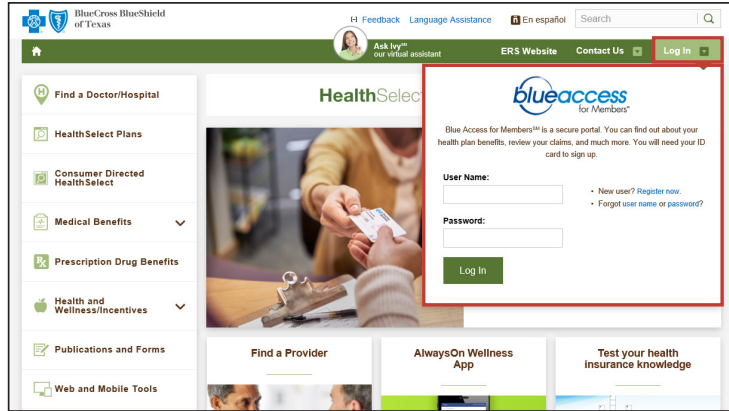 BlueCross BlueShield
of Texas
Feedback
Language Assistance
En español
Search
Ask Ivy℠
our virtual assistant
ERS Website
Contact Us
Log In
Find a Doctor/Hospital
HealthSelect Plans
Consumer Directed
HealthSelect
Medical Benefits
Rx
Prescription Drug Benefits
Health and
Wellness/Incentives
Publications and Forms
Web and Mobile Tools
HealthSelec
blueaccess
for Members℠
Blue Access for Members℠ is a secure portal. You can find out about your
health plan benefits, review your claims, and much more. You will need your ID
card to sign up.
User Name:
• New user? Register now.
• Forgot user name or password?
Password:
Log In
Find a Provider
AlwaysOn Wellness
App
Test your health
insurance knowledge